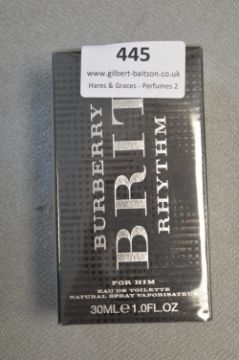 445
www.gilbert-baitson.co.uk
Hares & Graces - Perfumes 2
BURBERRY
BRIT
RHYTHM
FOR HIM
EAU DE TOILETTE
NATURAL SPRAY VAPORISATEUR
30ML ℮ 1.0FL.OZ